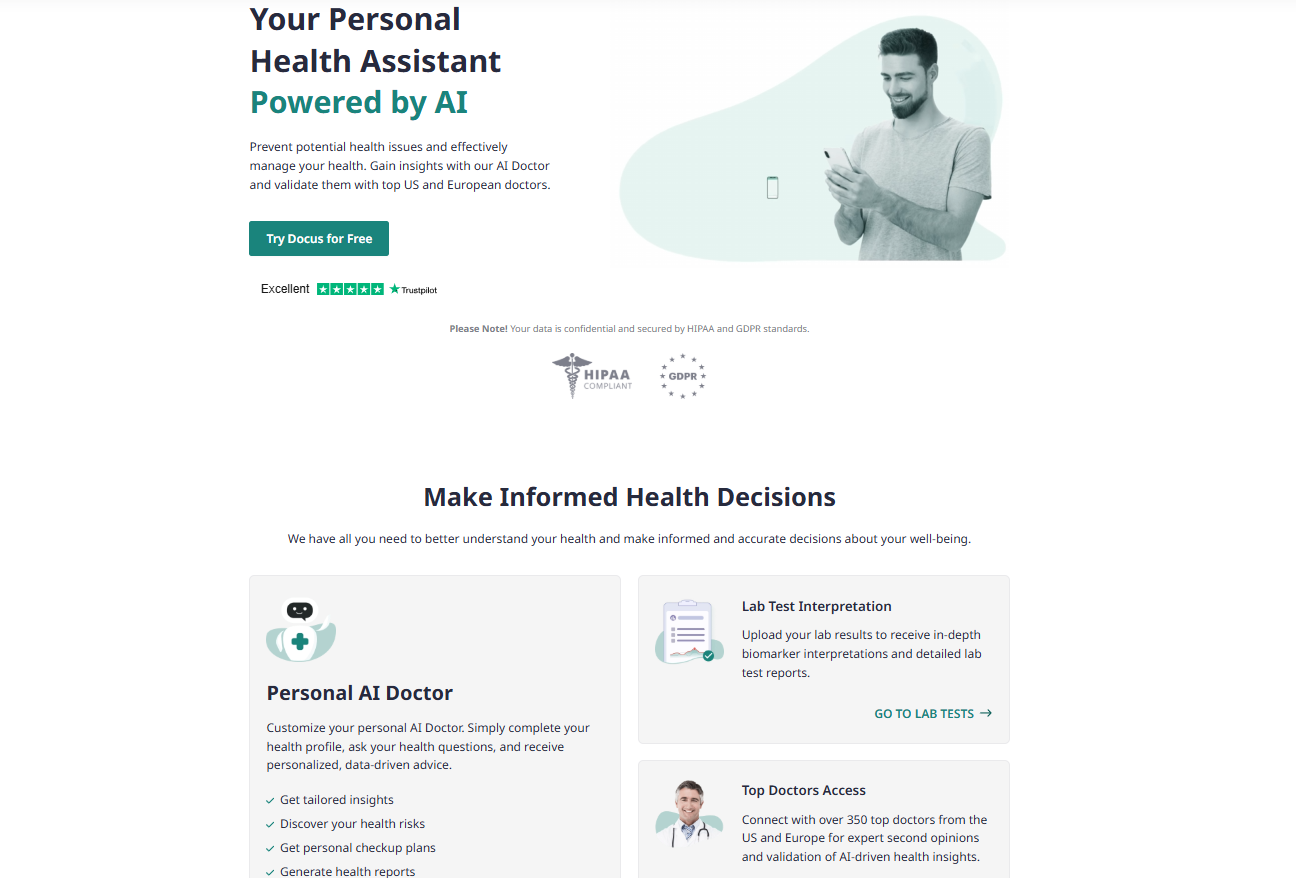 Your Personal
Health Assistant
Powered by AI
Prevent potential health issues and effectively
manage your health. Gain insights with our AI Doctor
and validate them with top US and European doctors.
Try Docus for Free
Excellent
Trustpilot
Please Note! Your data is confidential and secured by HIPAA and GDPR standards.
HIPAA
COMPLIANT
GDPR
Make Informed Health Decisions
We have all you need to better understand your health and make informed and accurate decisions about your well-being.
Personal AI Doctor
Customize your personal AI Doctor. Simply complete your
health profile, ask your health questions, and receive
personalized, data-driven advice.
Get tailored insights
Discover your health risks
Get personal checkup plans
Generate health reports
Lab Test Interpretation
Upload your lab results to receive in-depth
biomarker interpretations and detailed lab
test reports.
GO TO LAB TESTS
Top Doctors Access
Connect with over 350 top doctors from the
US and Europe for expert second opinions
and validation of AI-driven health insights.